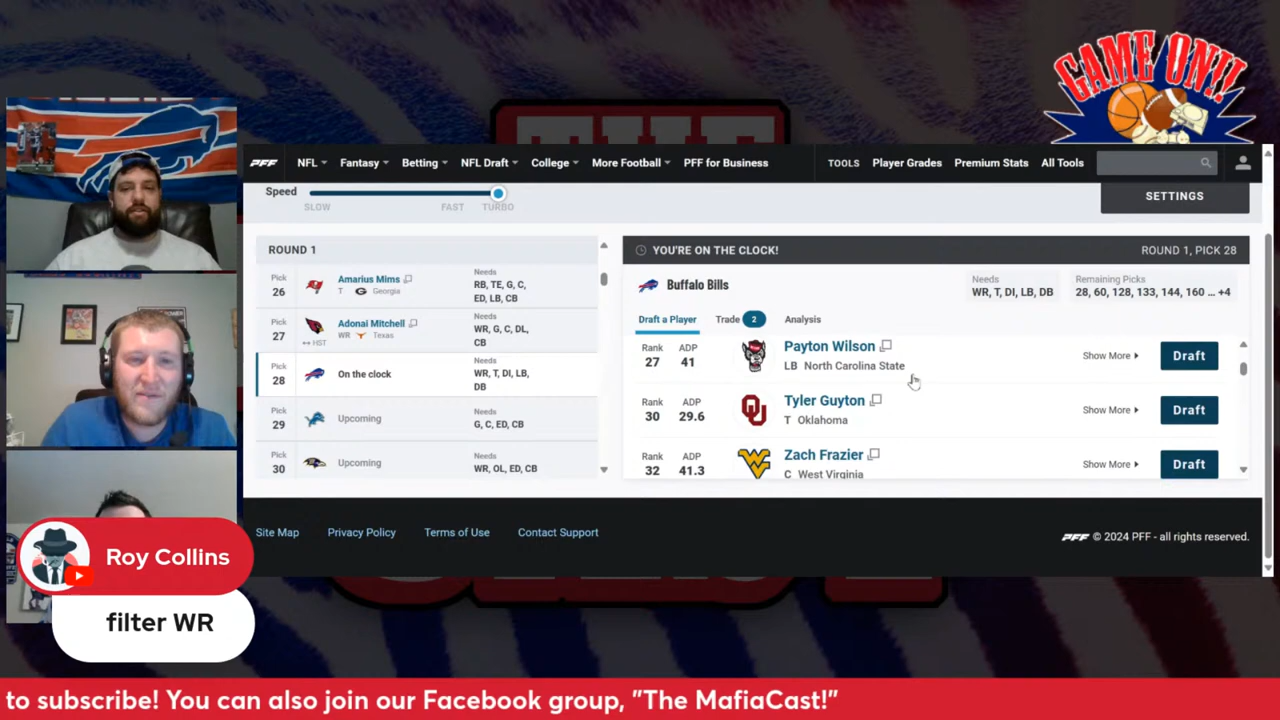 GAME ON!!
PFF NFL Fantasy Betting NFL Draft College More Football PFF for Business TOOLS Player Grades Premium Stats All Tools
Speed
SLOW FAST TURBO
SETTINGS
ROUND 1
Pick 26
Amarius Mims
T G Georgia
Needs
RB, TE, G, C,
ED, LB, CB
Pick 27
HST
Adonai Mitchell
WR Texas
Needs
WR, G, C, DL,
CB
Pick 28
On the clock
Needs
WR, T, DI, LB,
DB
Pick 29
Upcoming
Needs
G, C, ED, CB
Pick 30
Upcoming
Needs
WR, OL, ED, CB
YOU'RE ON THE CLOCK! ROUND 1, PICK 28
Buffalo Bills
Needs
WR, T, DI, LB, DB
Remaining Picks
28, 60, 128, 133, 144, 160 ... +4
Draft a Player Trade 2 Analysis
Rank 27
ADP 41
Payton Wilson
LB North Carolina State
Show More
Draft
Rank 30
ADP 29.6
OU
Tyler Guyton
T Oklahoma
Show More
Draft
Rank 32
ADP 41.3
Zach Frazier
C West Virginia
Show More
Draft
Site Map Privacy Policy Terms of Use Contact Support
PFF © 2024 PFF - all rights reserved.
Roy Collins
filter WR
to subscribe! You can also join our Facebook group, "The MafiaCast!"